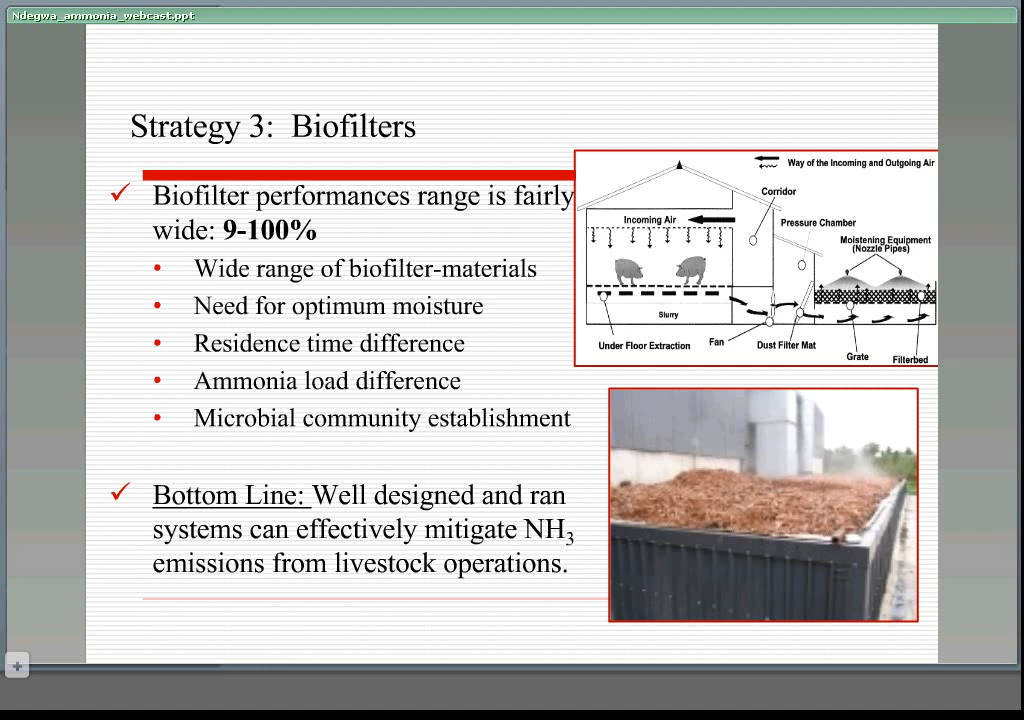 Ndegwa_ammonia_webcast.ppt
Strategy 3: Biofilters
Biofilter performances range is fairly
wide: 9-100%
• Wide range of biofilter-materials
• Need for optimum moisture
• Residence time difference
• Ammonia load difference
• Microbial community establishment
Bottom Line: Well designed and ran
systems can effectively mitigate NH₃
emissions from livestock operations.
Way of the Incoming and Outgoing Air
Corridor
Incoming Air
Pressure Chamber
Moistening Equipment
(Nozzle Pipes)
Slurry
Under Floor Extraction
Fan
Dust Filter Mat
Grate
Filterbed